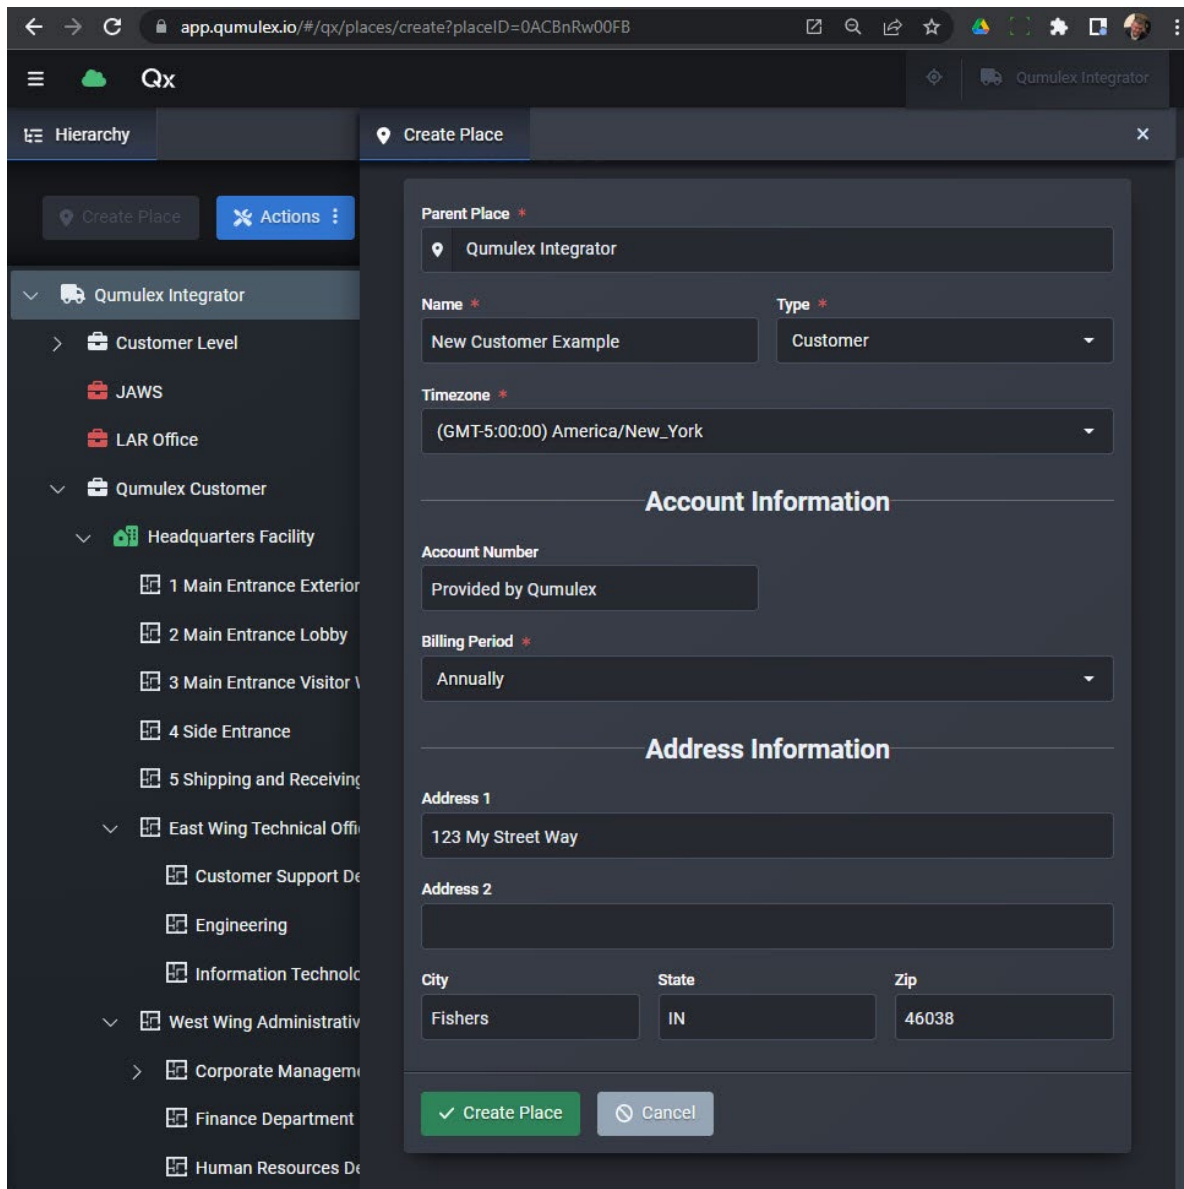 app.qumulex.io/#/qx/places/create?placeID=0ACBnRw00FB
Qx
Qumulex Integrator
Hierarchy
Create Place
Create Place
Actions
Qumulex Integrator
Customer Level
JAWS
LAR Office
Qumulex Customer
Headquarters Facility
1 Main Entrance Exterior
2 Main Entrance Lobby
3 Main Entrance Visitor
4 Side Entrance
5 Shipping and Receiving
East Wing Technical Offi
Customer Support De
Engineering
Information Technolo
West Wing Administrativ
Corporate Manageme
Finance Department
Human Resources De
Parent Place *
Qumulex Integrator
Name *
Type *
New Customer Example
Customer
Timezone *
(GMT-5:00:00) America/New_York
Account Information
Account Number
Provided by Qumulex
Billing Period *
Annually
Address Information
Address 1
123 My Street Way
Address 2
City
State
Zip
Fishers
IN
46038
Create Place
Cancel